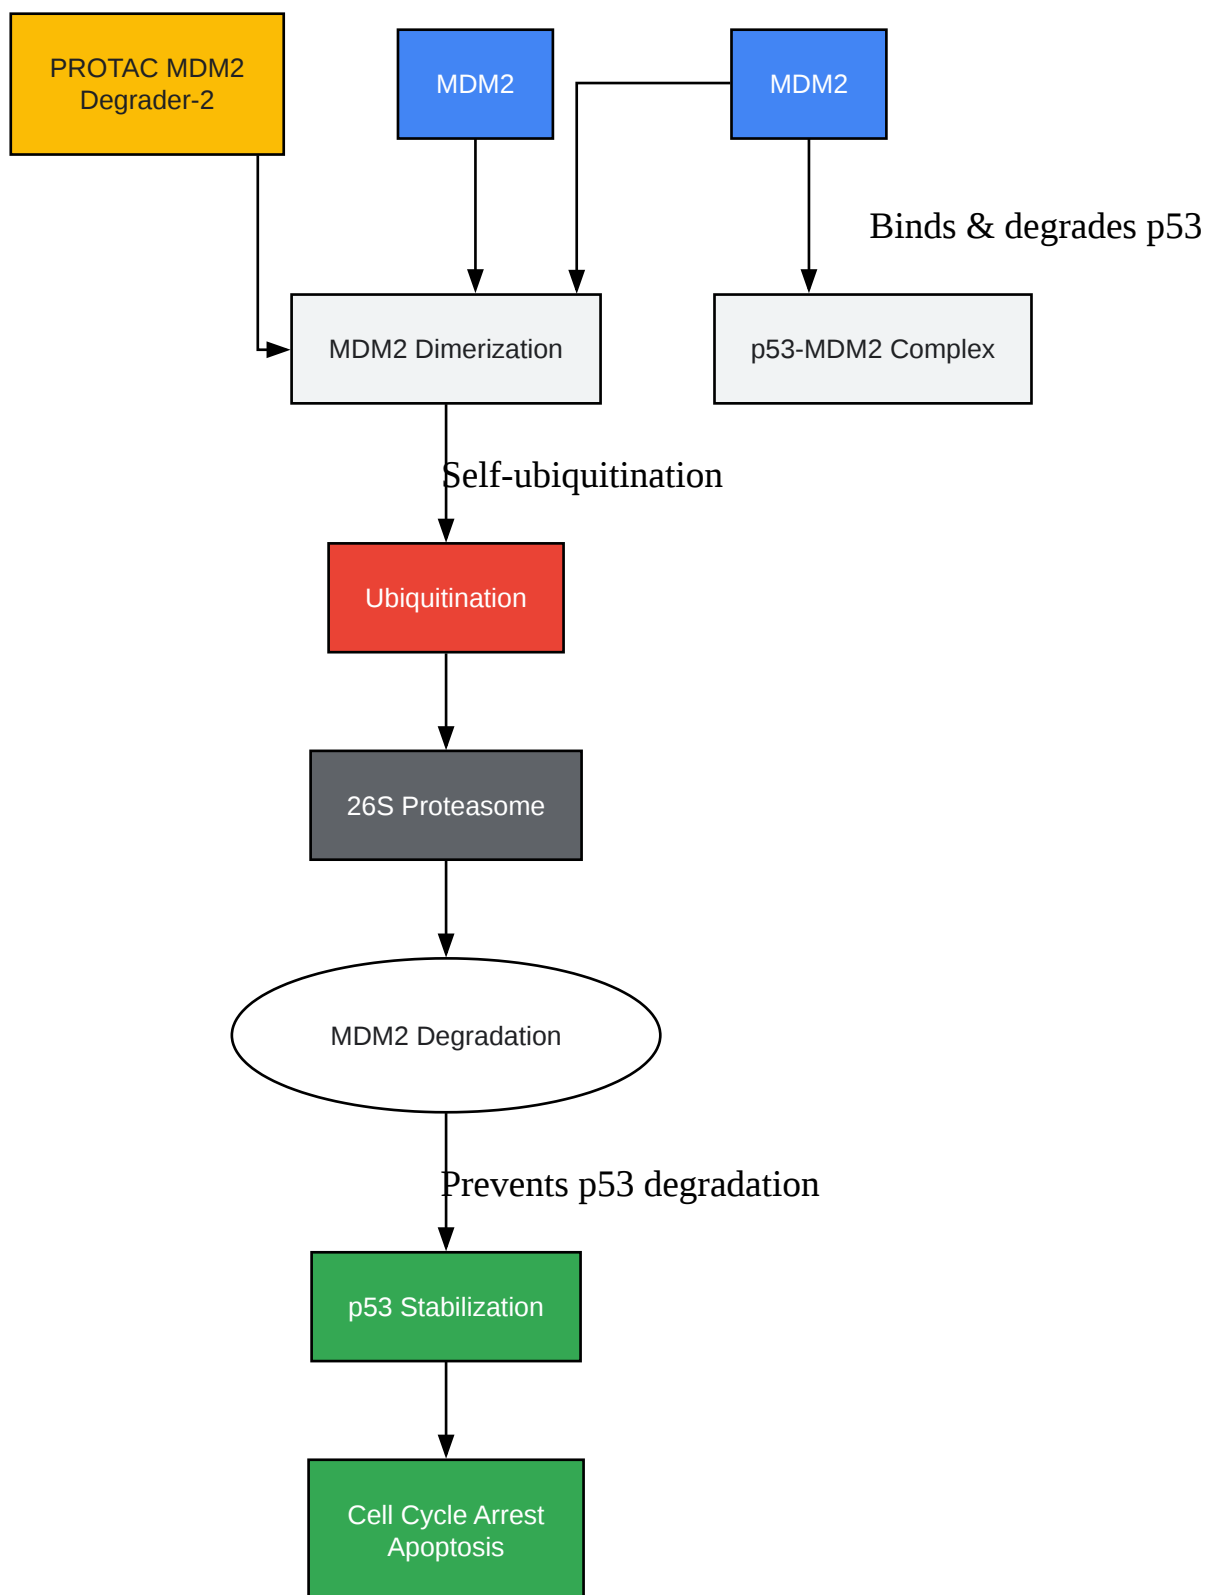 PROTAC MDM2
Degrader-2
MDM2
MDM2
Binds & degrades p53
MDM2 Dimerization
p53-MDM2 Complex
Self-ubiquitination
Ubiquitination
26S Proteasome
MDM2 Degradation
Prevents p53 degradation
p53 Stabilization
Cell Cycle Arrest
Apoptosis